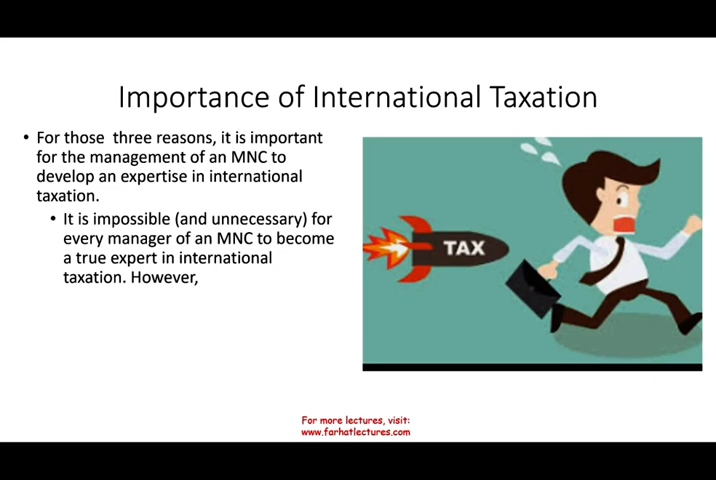 Importance of International Taxation
• For those three reasons, it is important
for the management of an MNC to
develop an expertise in international
taxation.
• It is impossible (and unnecessary) for
every manager of an MNC to become
a true expert in international
taxation. However,
TAX
For more lectures, visit:
www.farhatlectures.com